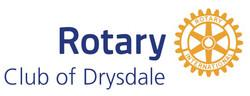 Rotary
Club of Drysdale
ROTARY
INTERNATIONAL